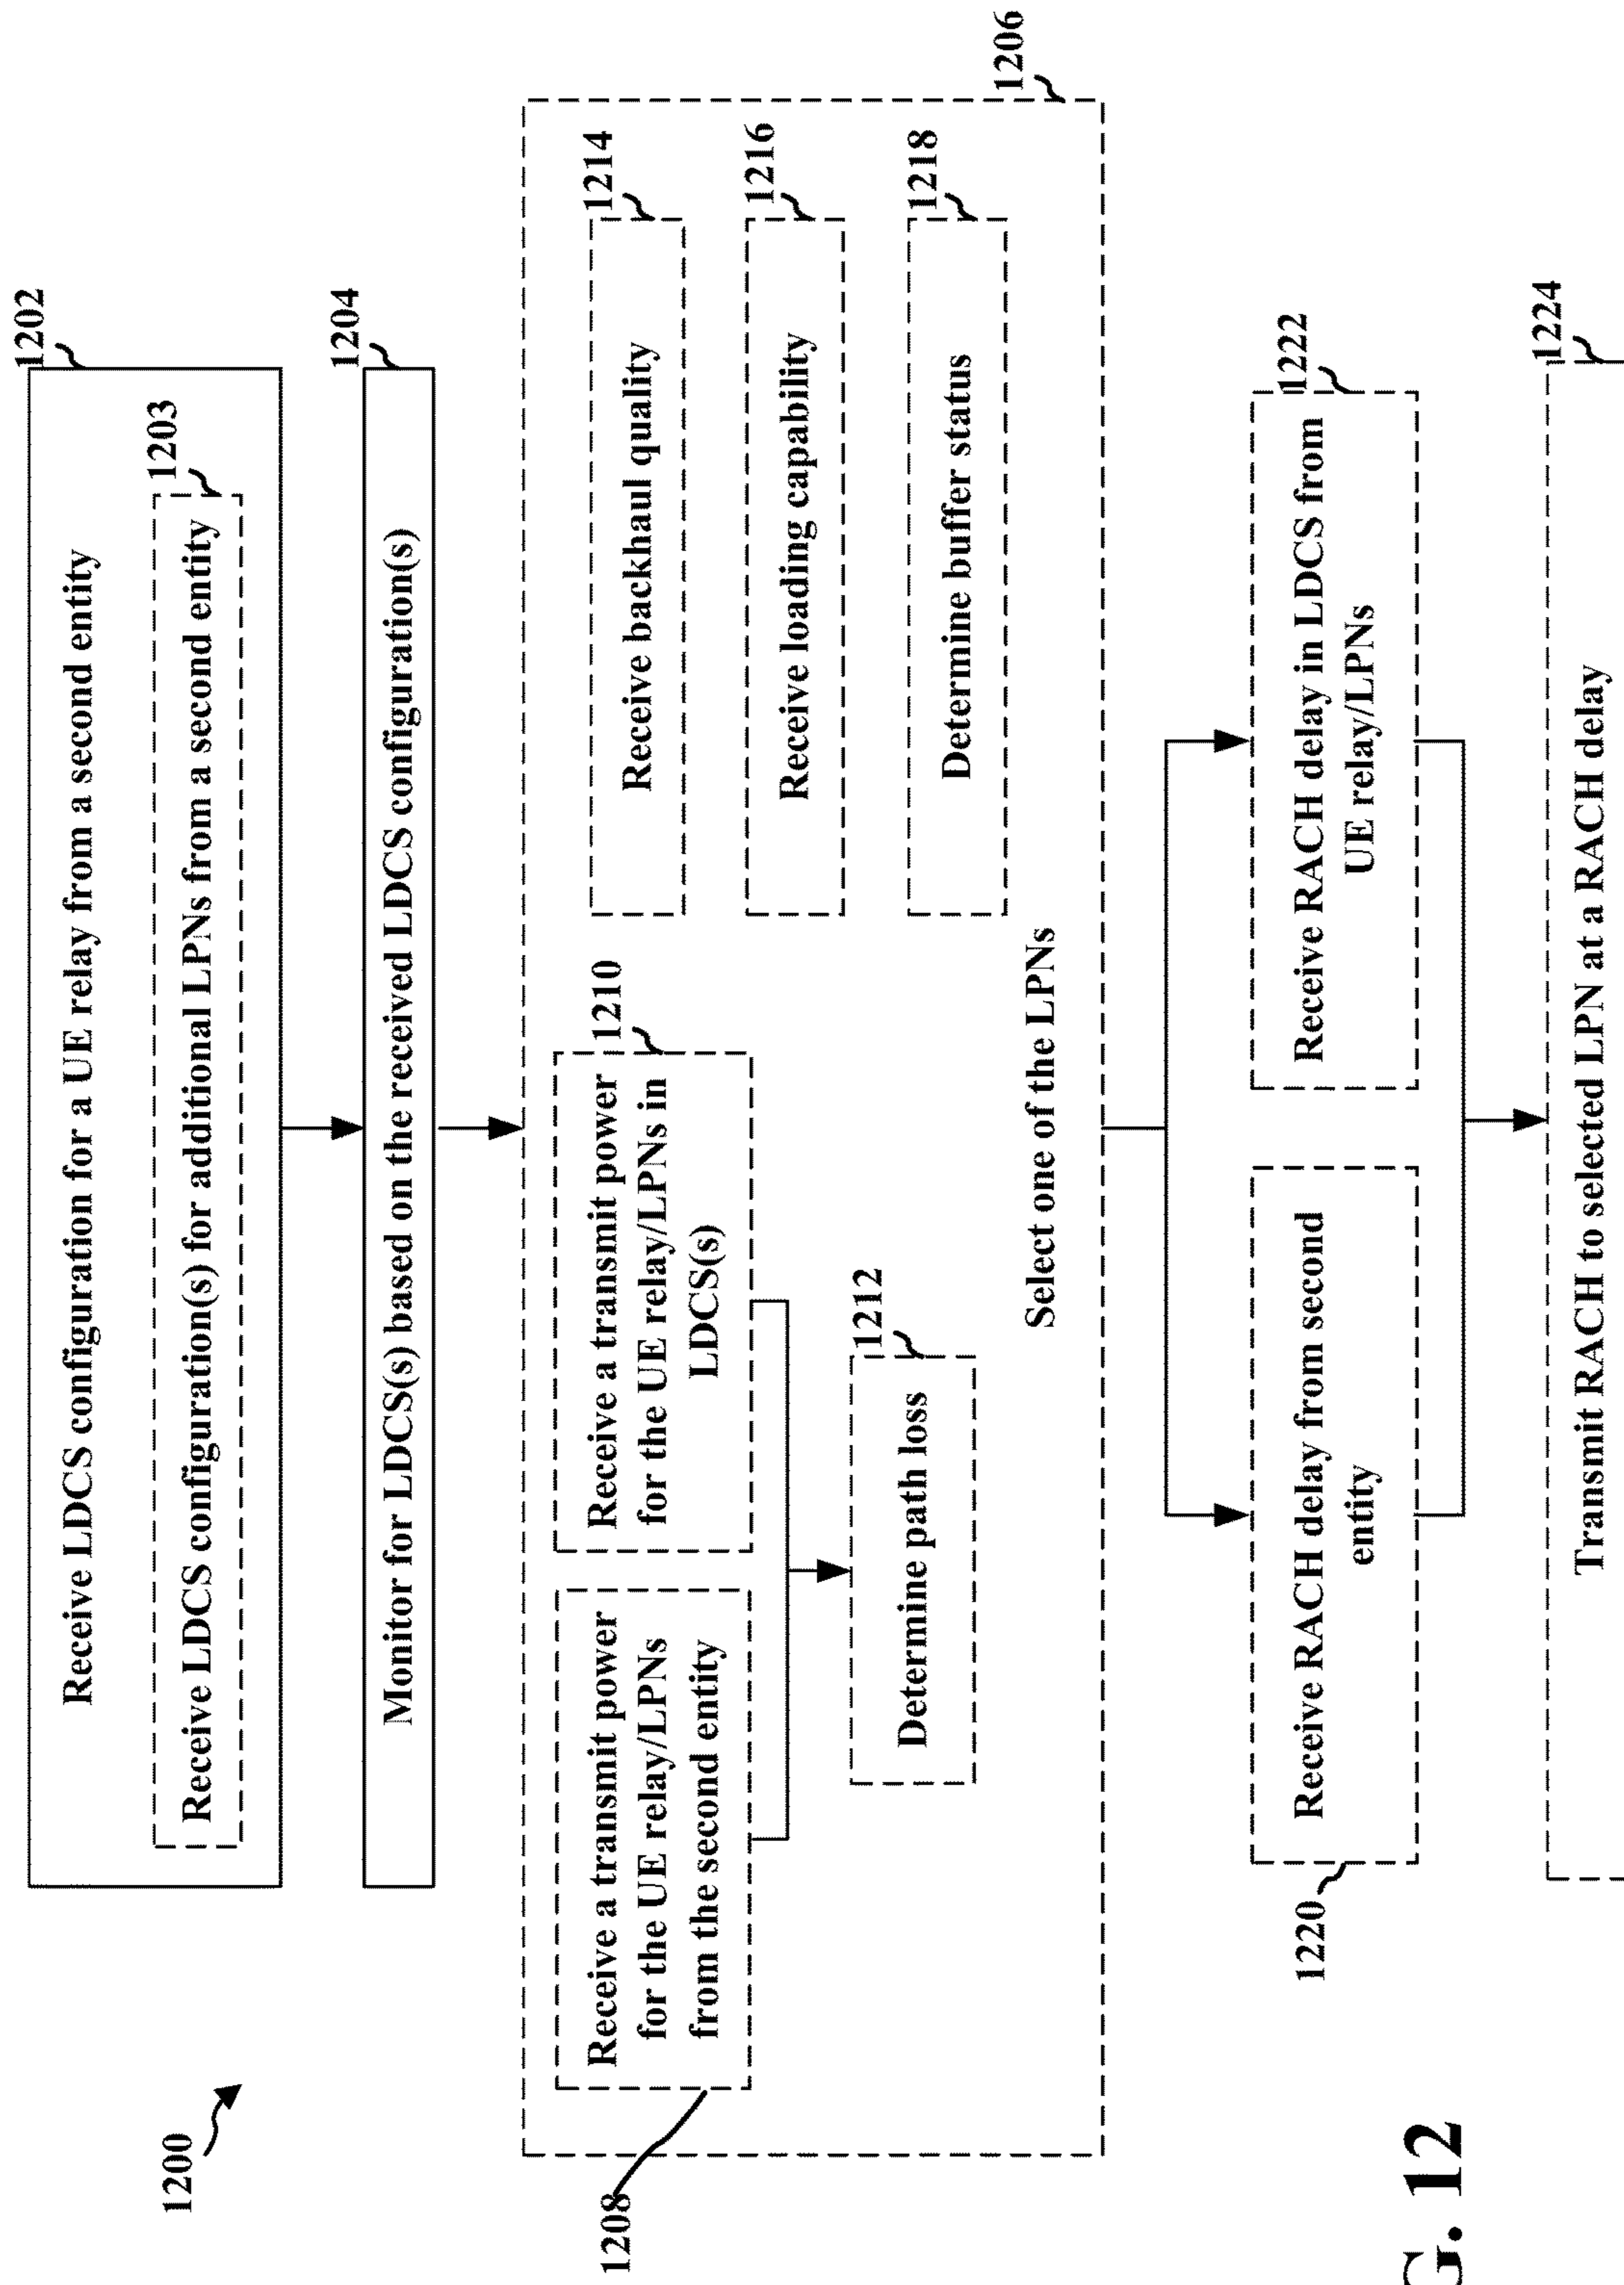 1200
1202
Receive LDCS configuration for a UE relay from a second entity
1203
Receive LDCS configuration(s) for additional LPNs from a second entity
1204
Monitor for LDCS(s) based on the received LDCS configuration(s)
1206
1208
Receive a transmit power
for the UE relay/LPNs
from the second entity
1210
Receive a transmit power
for the UE relay/LPNs in
LDCS(s)
1212
Determine path loss
1214
Receive backhaul quality
1216
Receive loading capability
1218
Determine buffer status
Select one of the LPNs
1220
Receive RACH delay from second
entity
1222
Receive RACH delay in LDCS from
UE relay/LPNs
1224
Transmit RACH to selected LPN at a RACH delay
G. 12